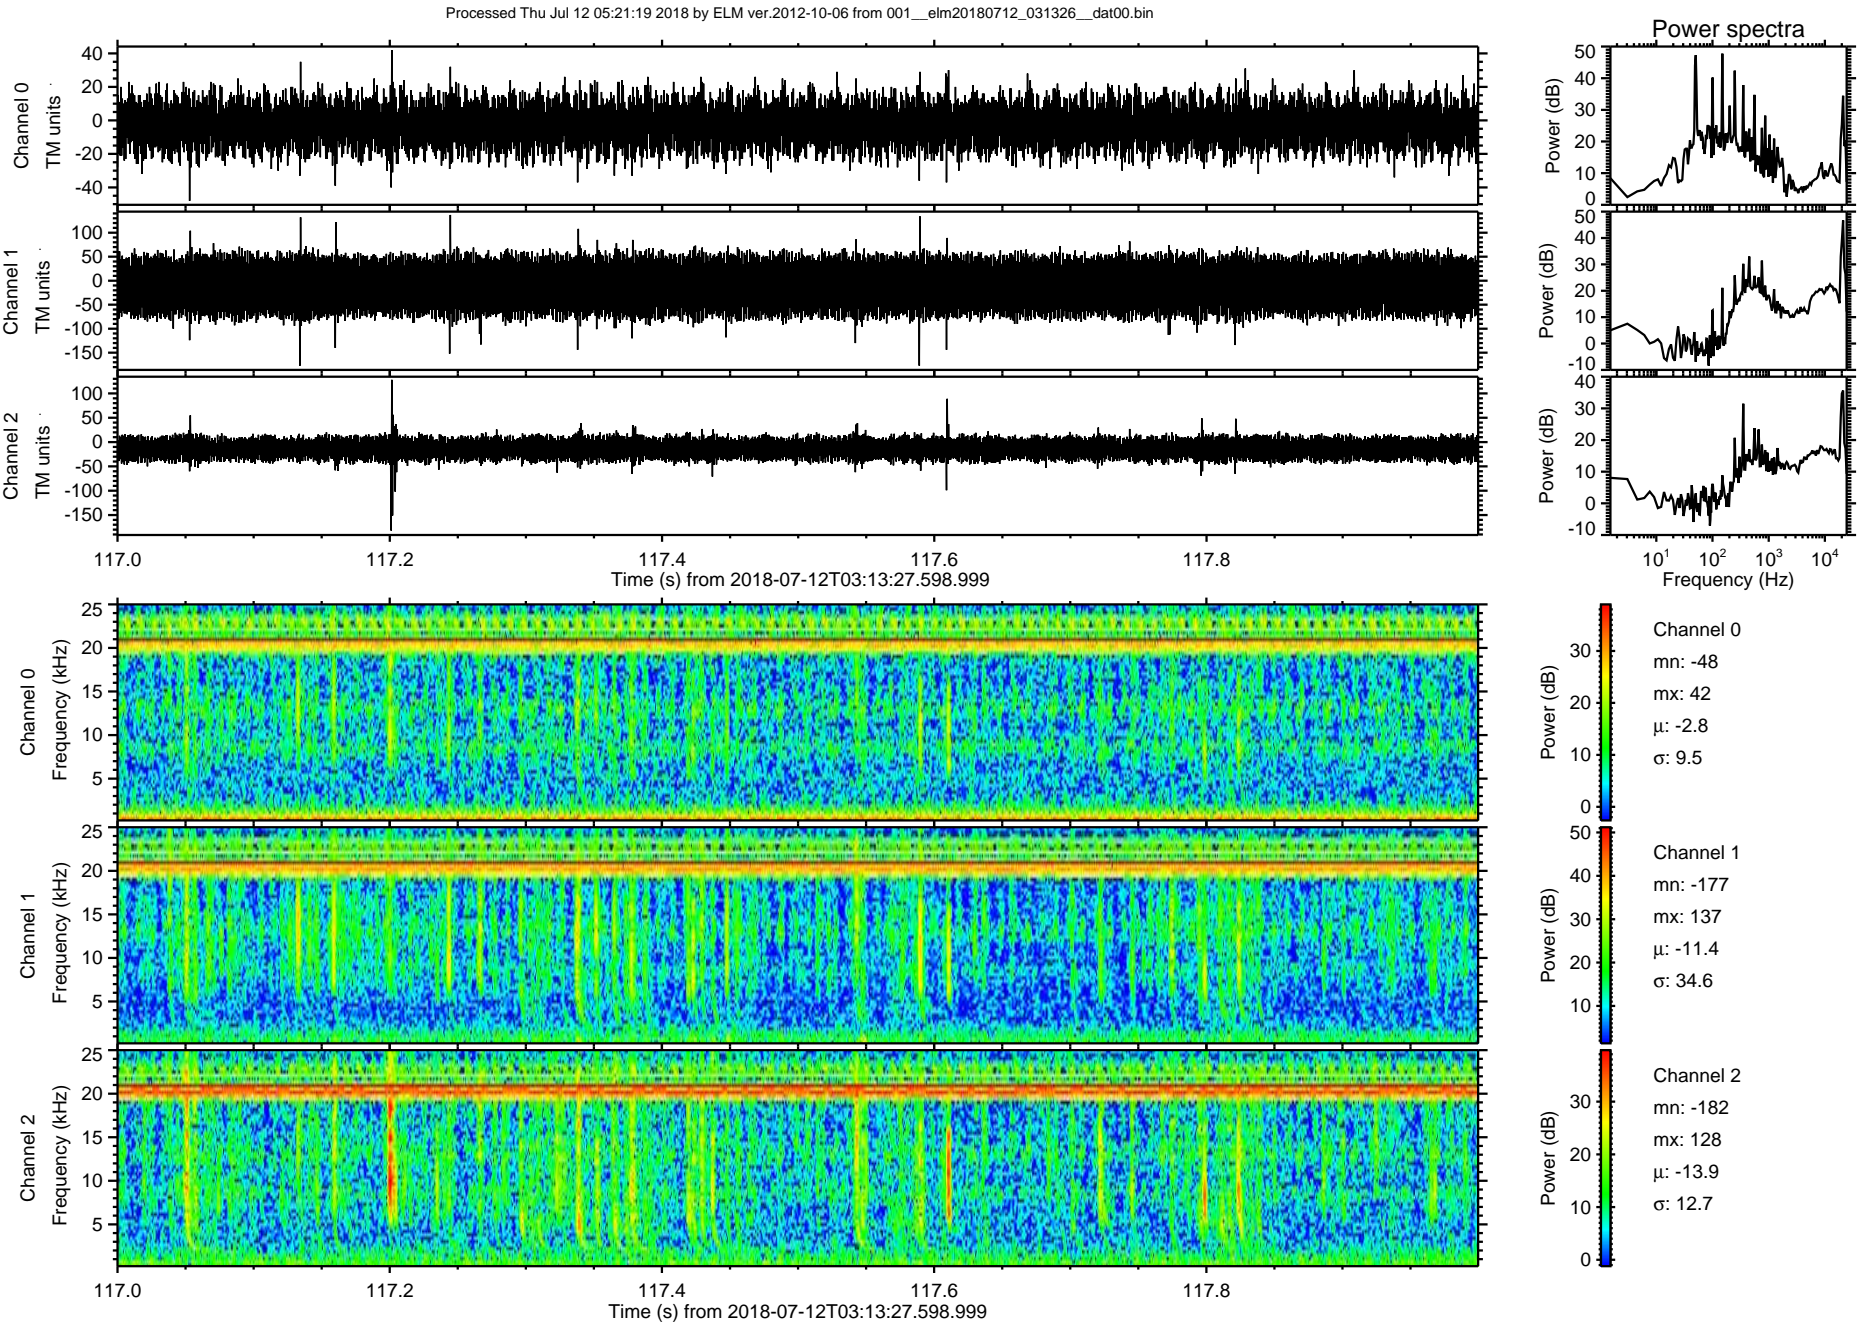 Processed Thu Jul 12 05:21:19 2018 by ELM ver.2012-10-06 from 001__elm20180712_031326__dat00.bin
Power spectra
Channel 0
TM units
40
20
0
-20
-40
Power (dB)
50
40
30
20
10
0
Channel 1
TM units
100
50
0
-50
-100
-150
Power (dB)
50
40
30
20
10
0
-10
Channel 2
TM units
100
50
0
-50
-100
-150
Power (dB)
40
30
20
10
0
-10
117.0 117.2 117.4 117.6 117.8
Time (s) from 2018-07-12T03:13:27.598.999
10¹ 10² 10³ 10⁴
Frequency (Hz)
Channel 0
Frequency (kHz)
25
20
15
10
5
Power (dB)
30
20
10
0
Channel 0
mn: -48
mx: 42
μ: -2.8
σ: 9.5
Channel 1
Frequency (kHz)
25
20
15
10
5
Power (dB)
50
40
30
20
10
Channel 1
mn: -177
mx: 137
μ: -11.4
σ: 34.6
Channel 2
Frequency (kHz)
25
20
15
10
5
Power (dB)
30
20
10
0
Channel 2
mn: -182
mx: 128
μ: -13.9
σ: 12.7
117.0 117.2 117.4 117.6 117.8
Time (s) from 2018-07-12T03:13:27.598.999